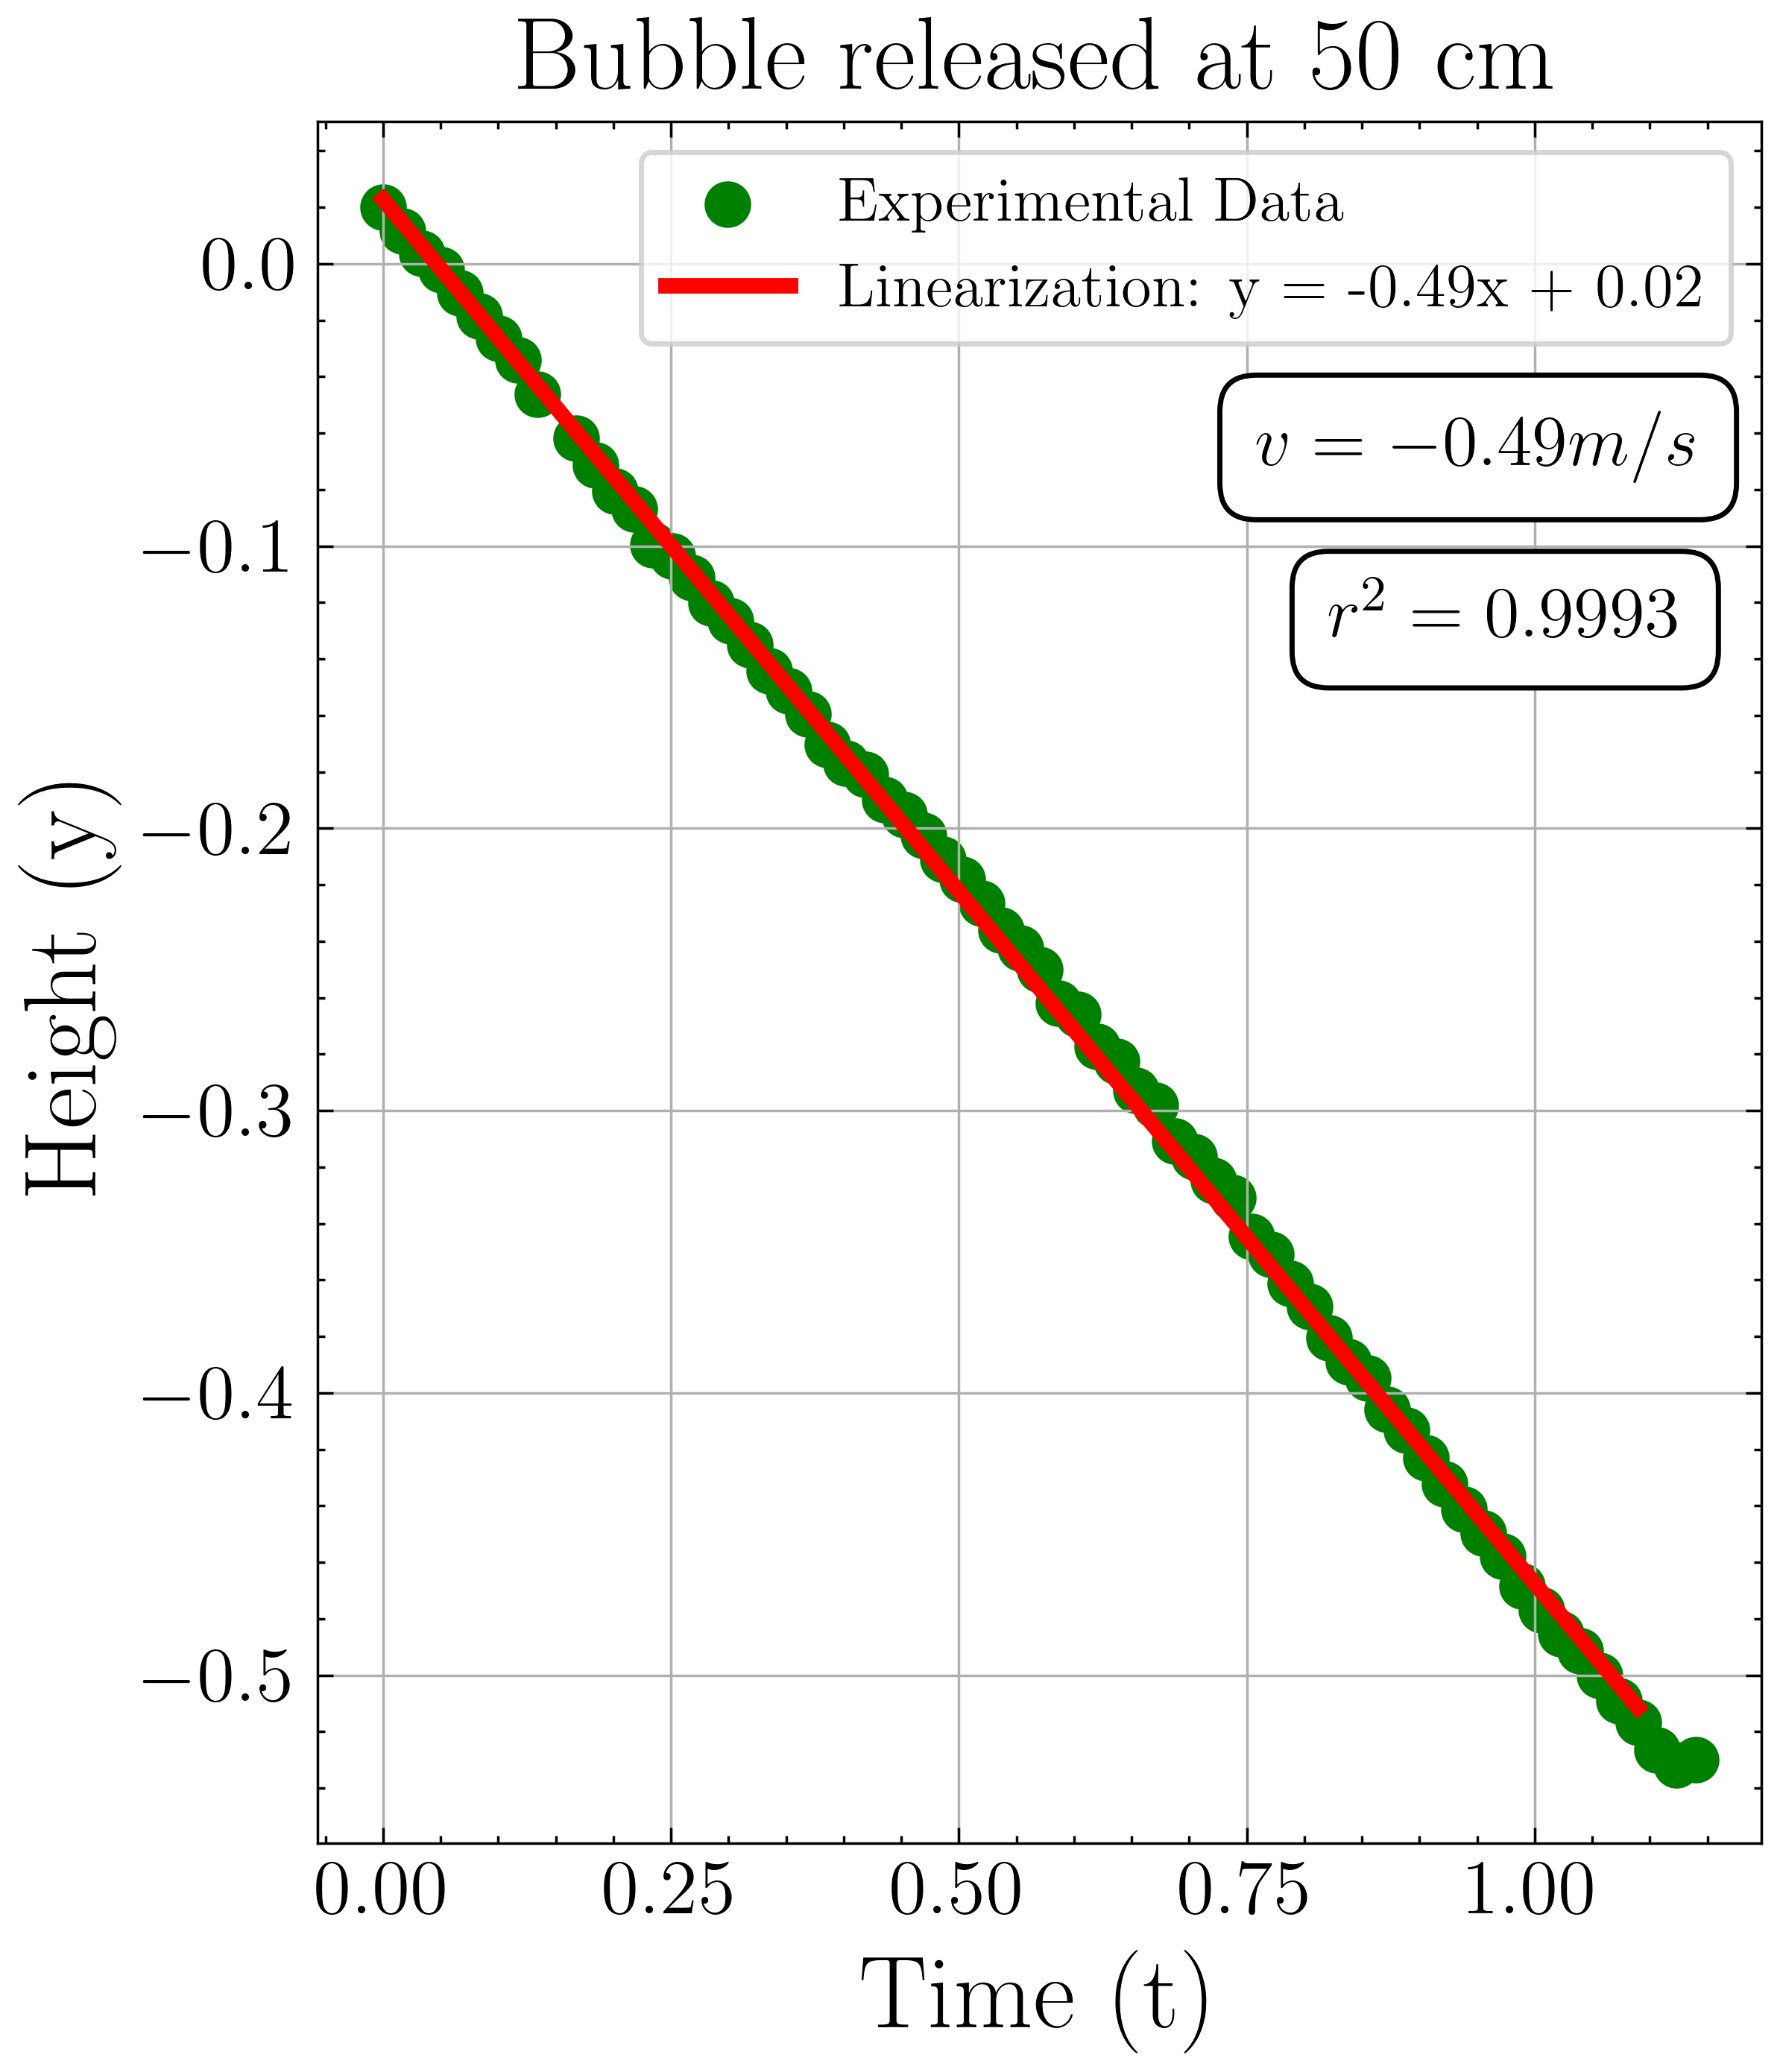 Bubble released at 50 cm
Experimental Data
Linearization: y = -0.49x + 0.02
v = −0.49m/s
r² = 0.9993
Height (y)
0.0
−0.1
−0.2
−0.3
−0.4
−0.5
0.00 0.25 0.50 0.75 1.00
Time (t)